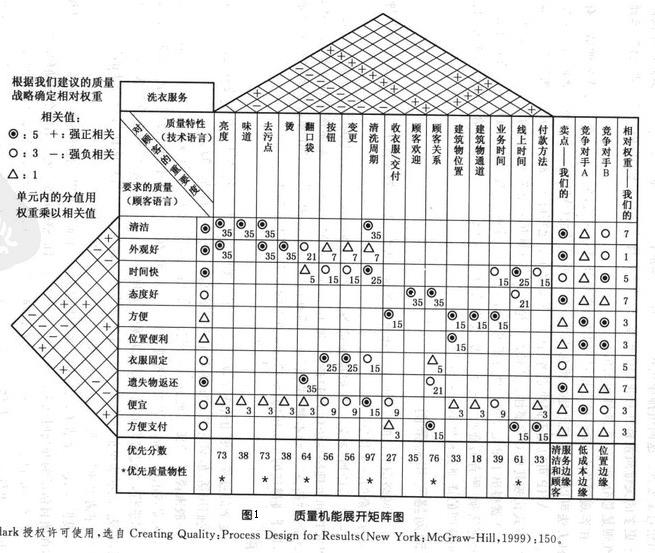 根据我们建议的质量
战略确定相对权重
相关值:
◉:5 +:强正相关
○:3 -:强负相关
△:1
单元内的分值用
权重乘以相关值
洗衣服务
质量特性
(技术语言)
对顾客的重要度
要求的质量
(顾客语言)
亮度
味道
去污点
烫
翻口袋
按钮
变更
清洗周期
收衣服/交付
顾客欢迎
顾客关系
建筑物位置
建筑物通道
业务时间
线上时间
付款方法
卖点——我们的
竞争对手A
竞争对手B
相对权重——我们的
清洁 ◉ ◉35 ◉35 ◉35 ◉35 ◉ △ ○ 7
外观好 ◉ ◉35 ◉35 ◉35 ○21 △7 △7 △7 ◉ △ ○ 1
时间快 ◉ △5 ○15 ○15 ◉25 ○15 ◉25 ○15 ○ △ ◉ 5
态度好 ○ ◉35 ◉35 ○21 ◉ △ △ 7
方便 △ ◉15 ◉15 ◉15 ◉15 △ ◉ ◉ 3
位置便利 △ ◉15 △ ◉ ◉ 3
衣服固定 ○ ◉25 ◉25 ○15 △5 ○ 5
遗失物返还 ◉ ◉35 ○21 ◉ △ △ 7
便宜 ○ △3 △3 △3 △3 △3 ○9 ○9 ◉15 ○9 △3 △3 ○9 △3 △ ◉ ○ 3
方便支付 ○ △3 ◉15 ◉15 ◉15 △ △ △ 3
优先分数 73 38 73 38 64 56 56 97 27 35 76 33 18 39 61 33
*优先质量物性 * * * * * *
服务边缘
清洁和顾客
低成本边缘
位置边缘
图1 质量机能展开矩阵图
lark 授权许可使用,选自 Creating Quality:Process Design for Results(New York:McGraw-Hill,1999):150。